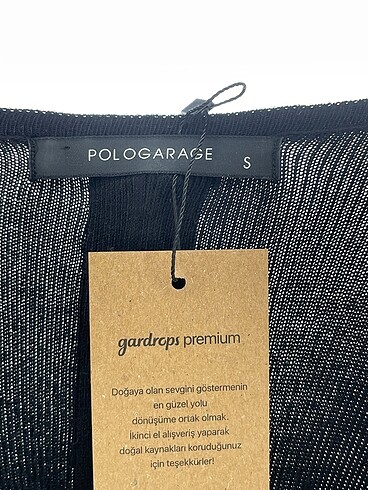 POLOGARAGE S
gardrops premium
Doğaya olan sevgini göstermenin
en güzel yolu
dönüşüme ortak olmak.
İkinci el alışveriş yaparak
doğal kaynakları koruduğunuz
için teşekkürler!